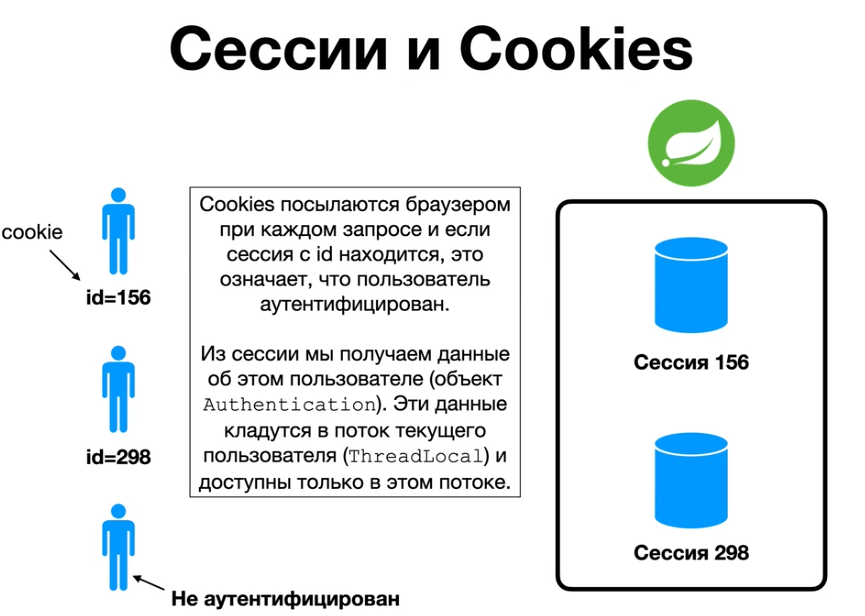 Сессии и Cookies
cookie
id=156
id=298
Не аутентифицирован
Cookies посылаются браузером
при каждом запросе и если
сессия с id находится, это
означает, что пользователь
аутентифицирован.
Из сессии мы получаем данные
об этом пользователе (объект
Authentication). Эти данные
кладутся в поток текущего
пользователя (ThreadLocal) и
доступны только в этом потоке.
Сессия 156
Сессия 298